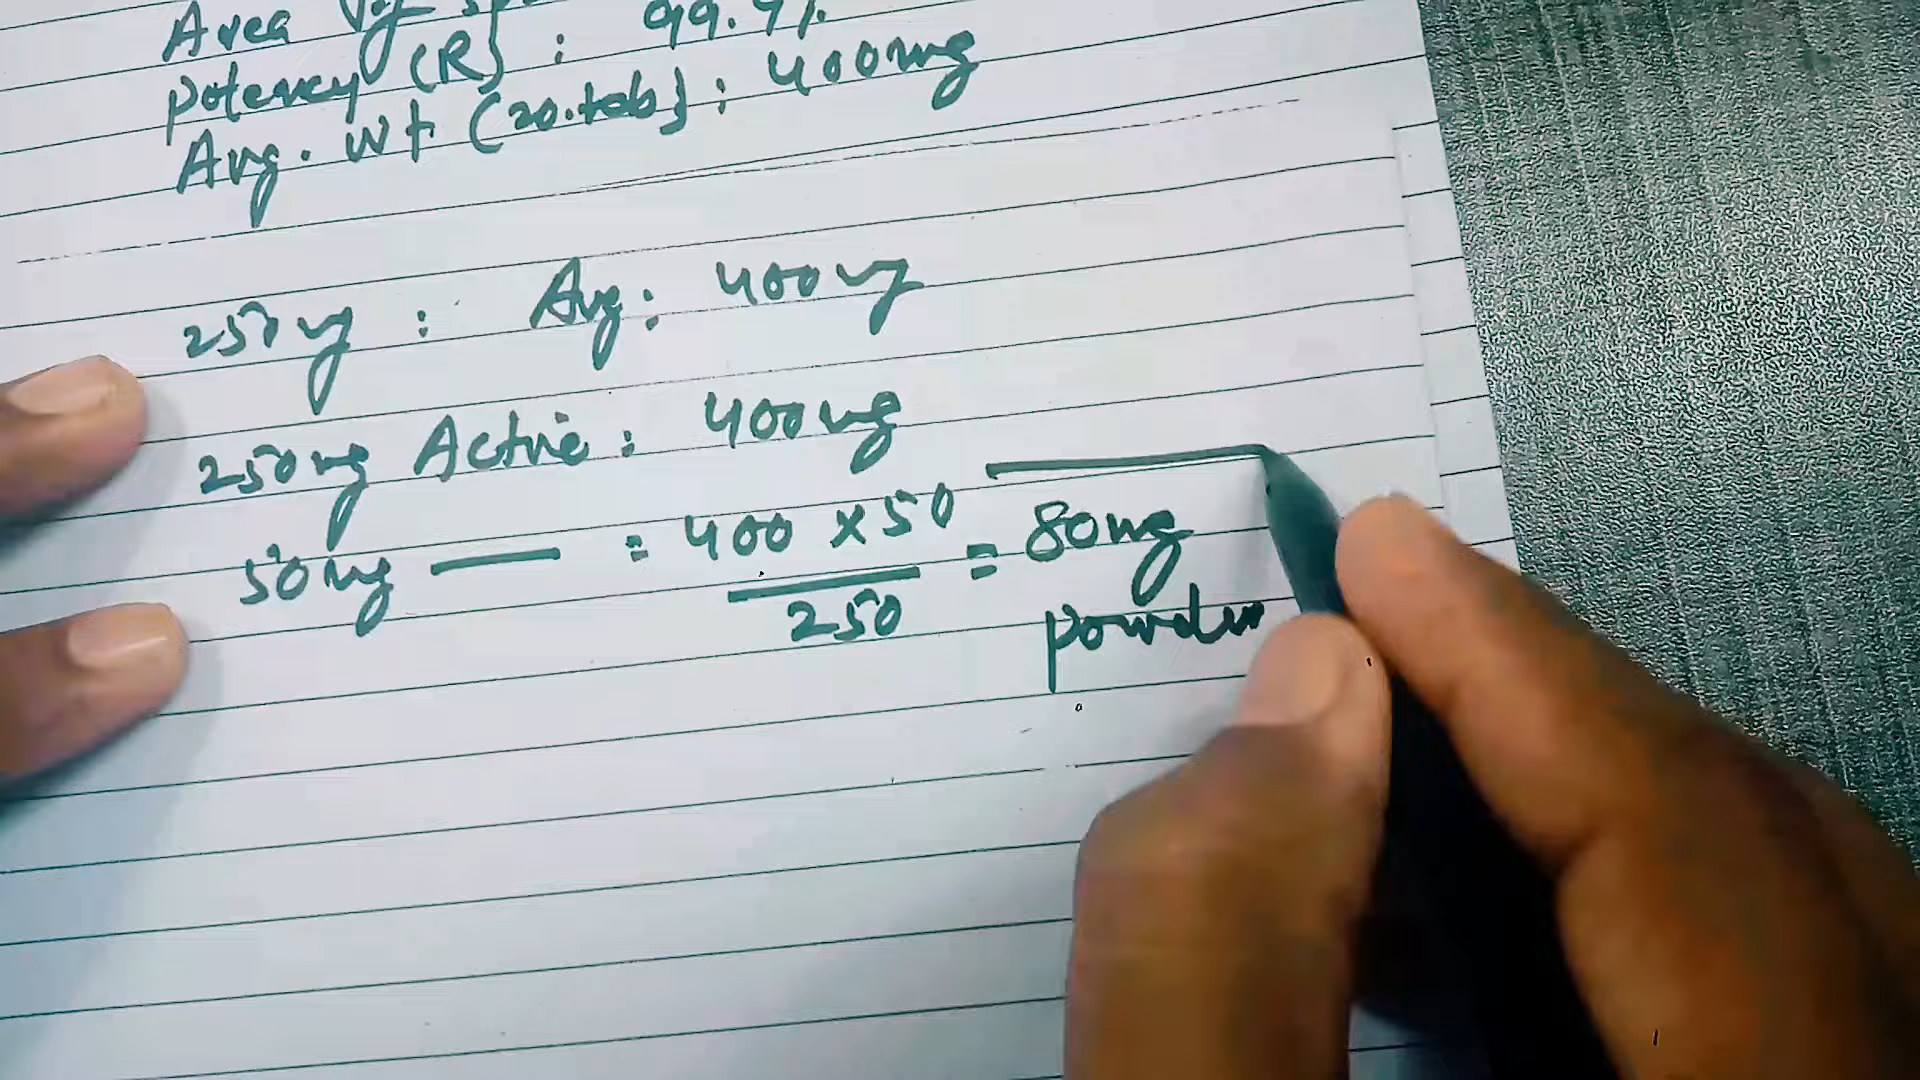 Area of
Potency (R) : 99.9%
Avg. Wt (20.tab) : 400mg
250mg : Avg: 400mg
250mg Active : 400mg
50mg — = 400 x 50 = 80mg
250 powder